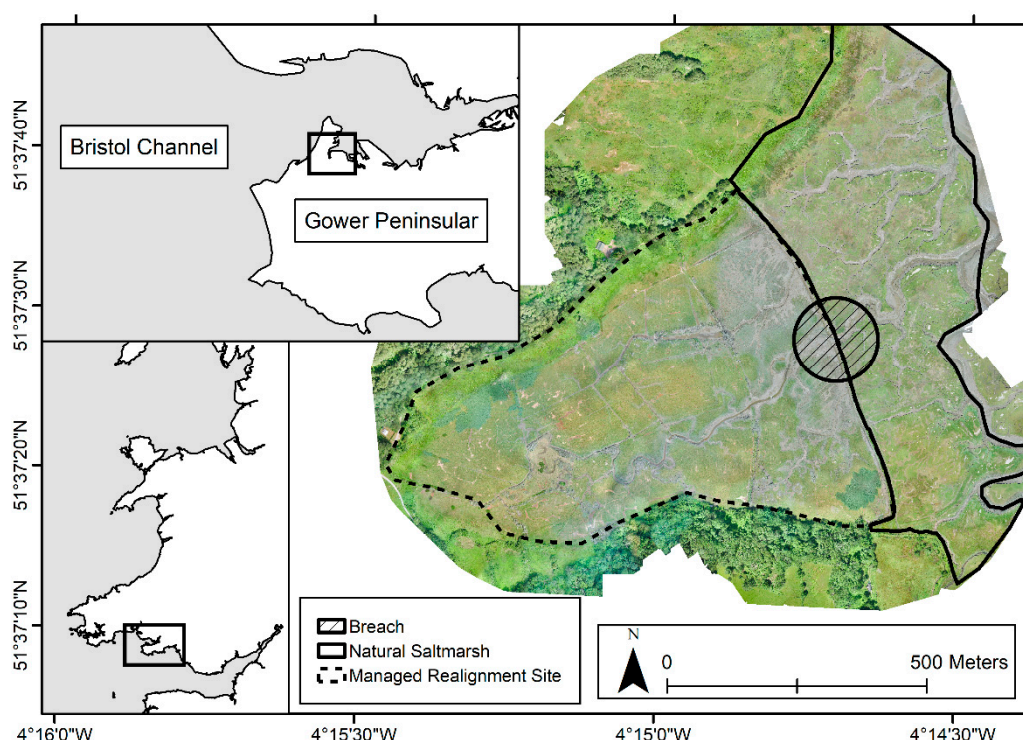 Bristol Channel
Gower Peninsular
51°37'40"N
51°37'30"N
51°37'20"N
51°37'10"N
Breach
Natural Saltmarsh
Managed Realignment Site
N
0
500 Meters
4°16'0"W
4°15'30"W
4°15'0"W
4°14'30"W